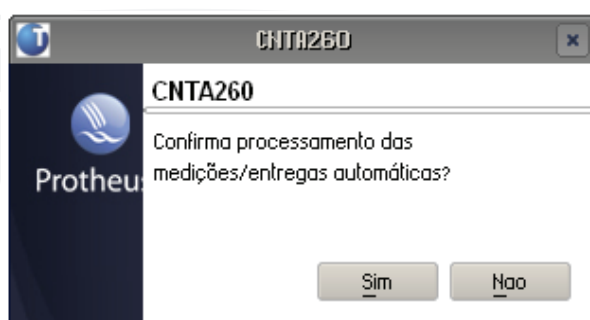 CNTA260
CNTA260
Confirma processamento das
medições/entregas automáticas?
Protheus
Sim
Nao